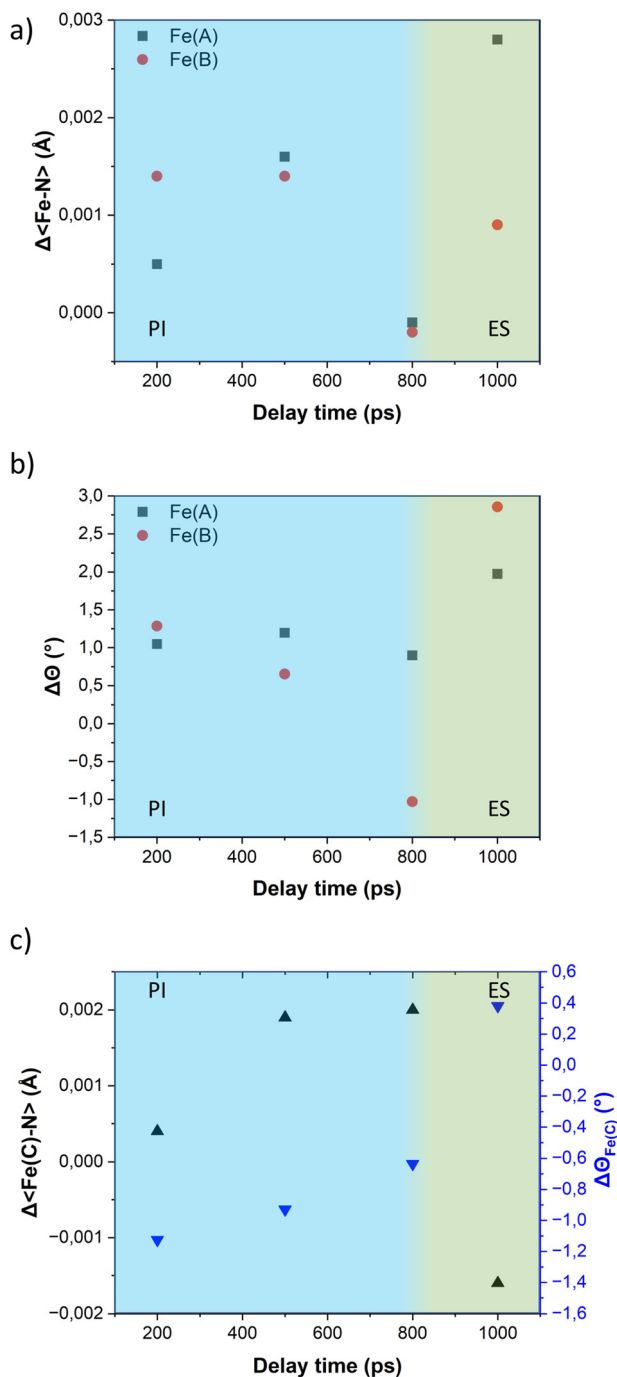 a)
0,003
0,002
0,001
0,000
Δ<Fe-N> (Å)
Fe(A)
Fe(B)
PI
ES
200 400 600 800 1000
Delay time (ps)
b)
3,0
2,5
2,0
1,5
1,0
0,5
0,0
−0,5
−1,0
−1,5
ΔΘ (°)
Fe(A)
Fe(B)
PI
ES
200 400 600 800 1000
Delay time (ps)
c)
0,002
0,001
0,000
−0,001
−0,002
Δ<Fe(C)-N> (Å)
PI
ES
0,6
0,4
0,2
0,0
−0,2
−0,4
−0,6
−0,8
−1,0
−1,2
−1,4
−1,6
ΔΘFe(C) (°)
200 400 600 800 1000
Delay time (ps)